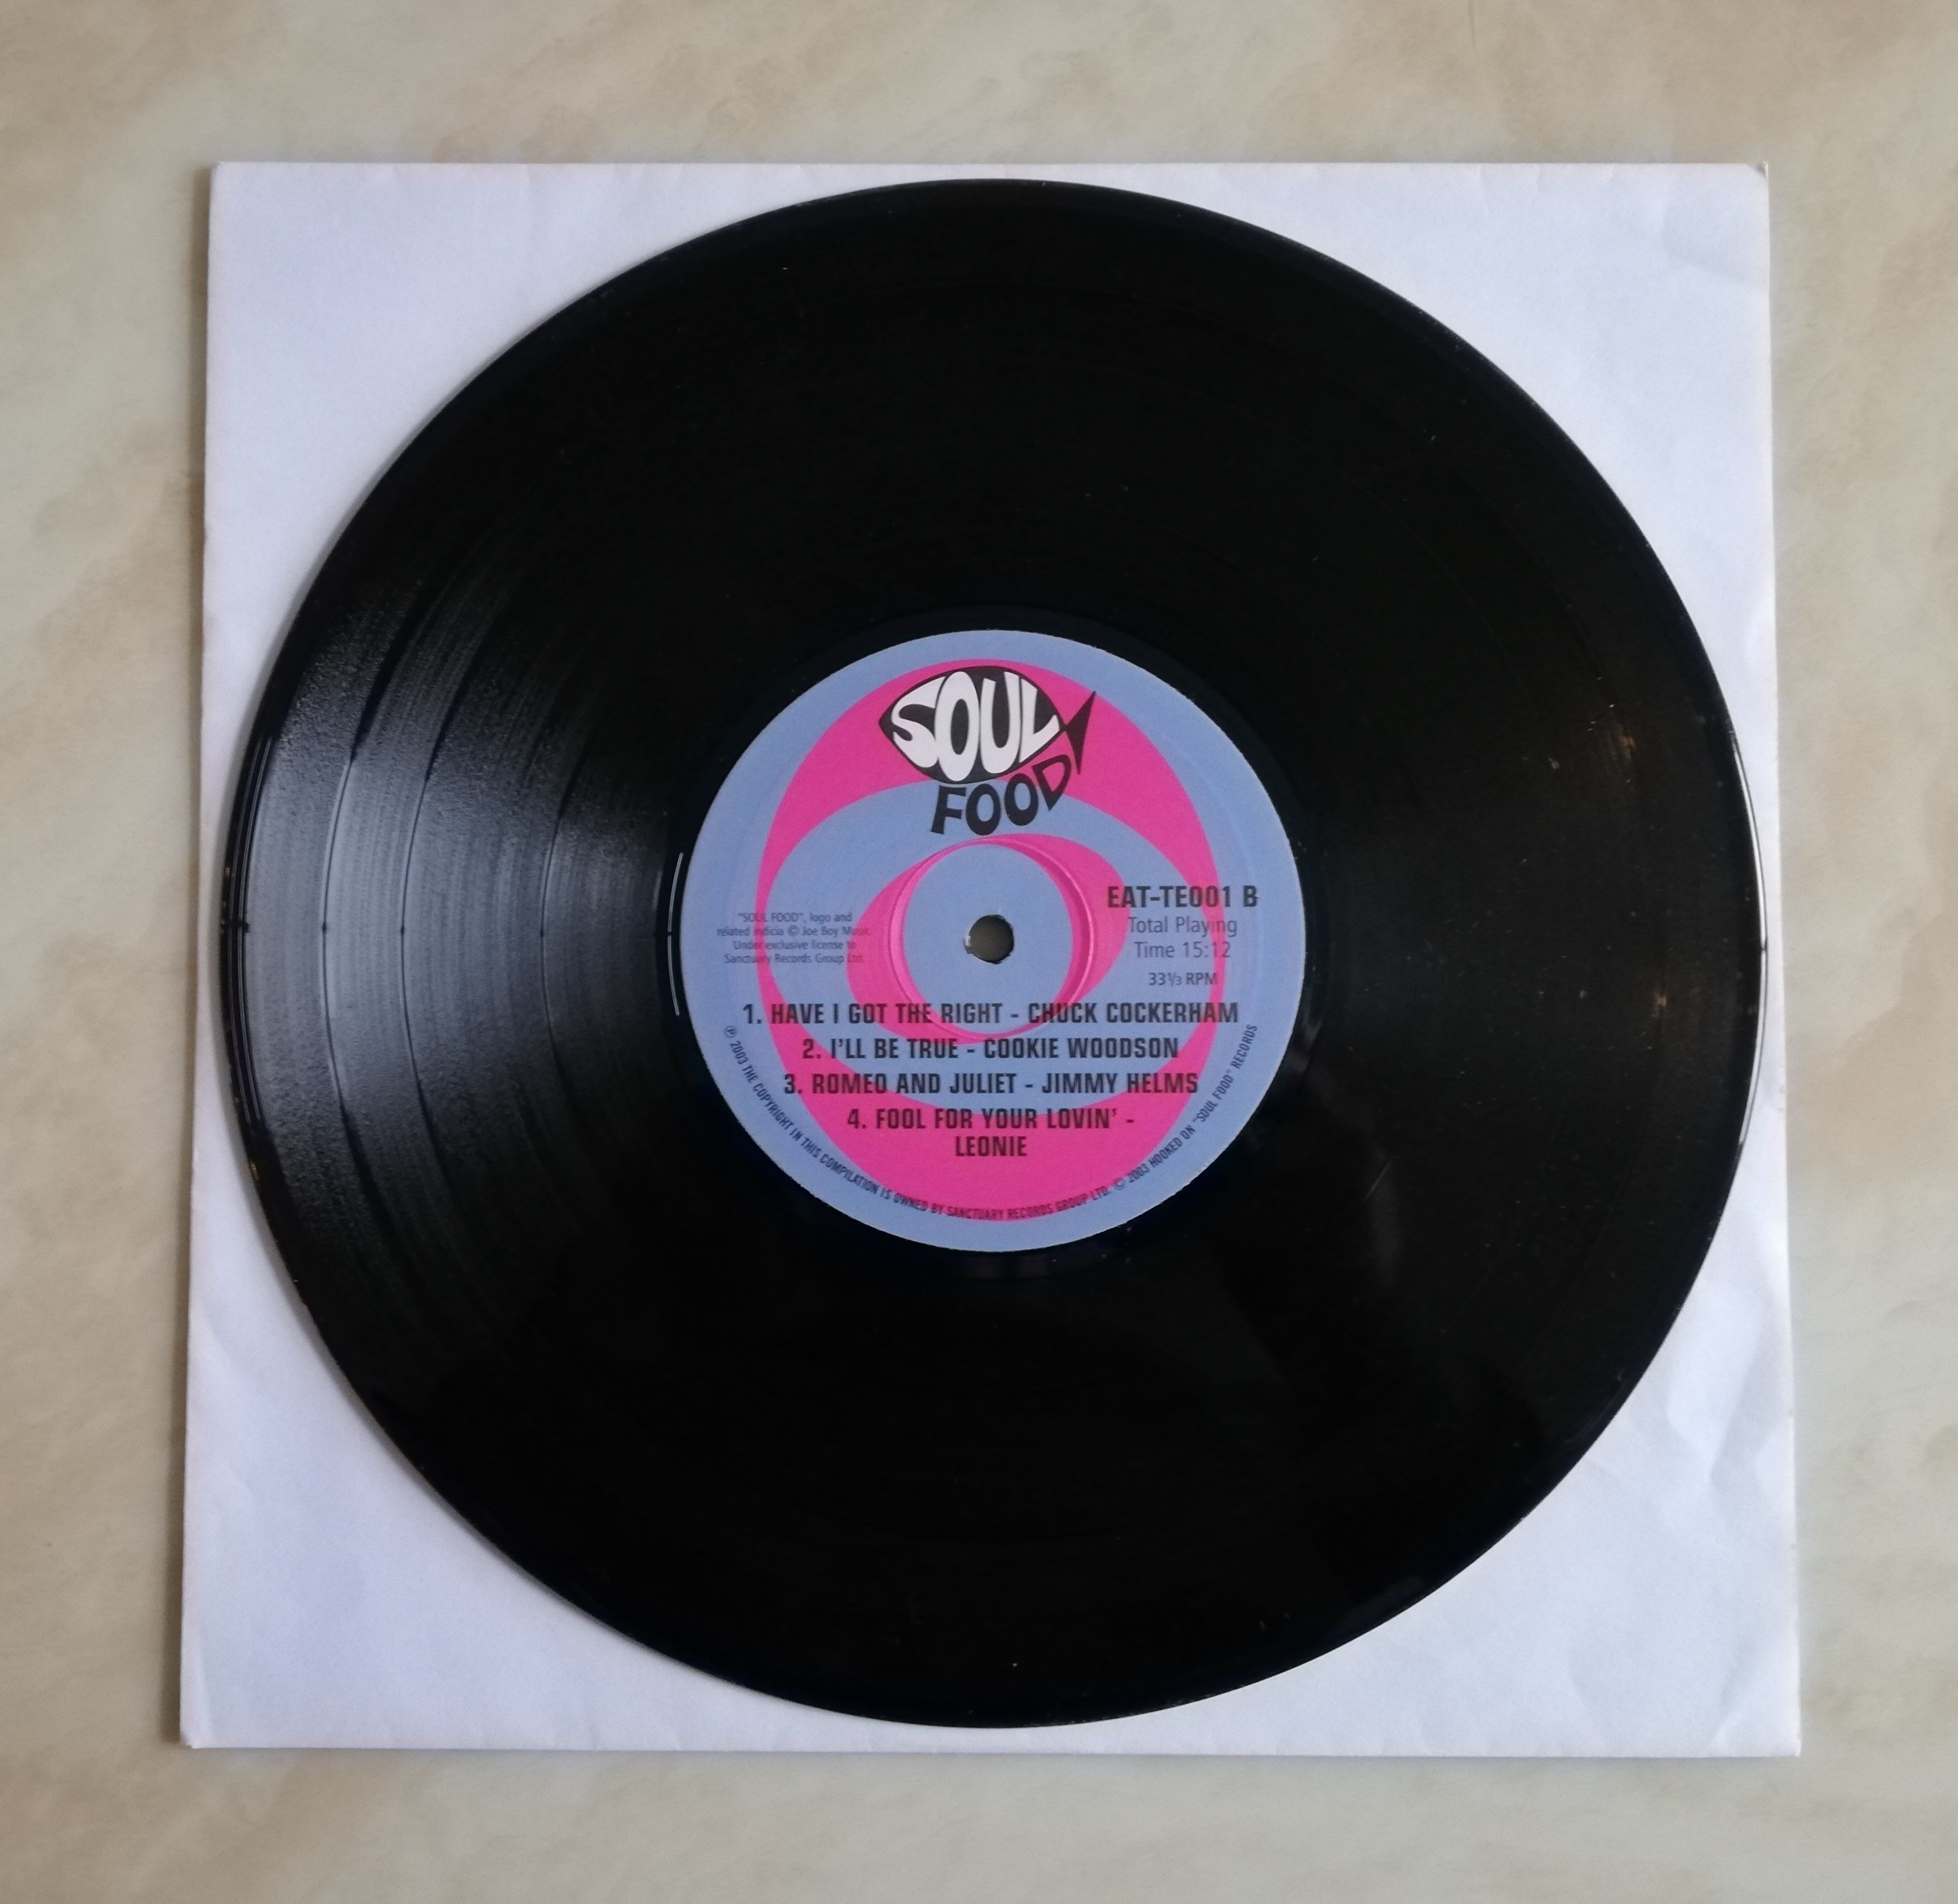 SOUL
FOOD
EAT-TE001 B
Total Playing
Time 15:12
33⅓ RPM
"SOUL FOOD", logo and
related indicia © Joe Boy Music.
Under exclusive license to
Sanctuary Records Group Ltd.
1. HAVE I GOT THE RIGHT - CHUCK COCKERHAM
2. I'LL BE TRUE - COOKIE WOODSON
3. ROMEO AND JULIET - JIMMY HELMS
4. FOOL FOR YOUR LOVIN' -
LEONIE
℗ 2003 THE COPYRIGHT IN THIS COMPILATION IS OWNED BY SANCTUARY RECORDS GROUP LTD. © 2003 HOOKED ON "SOUL FOOD" RECORDS